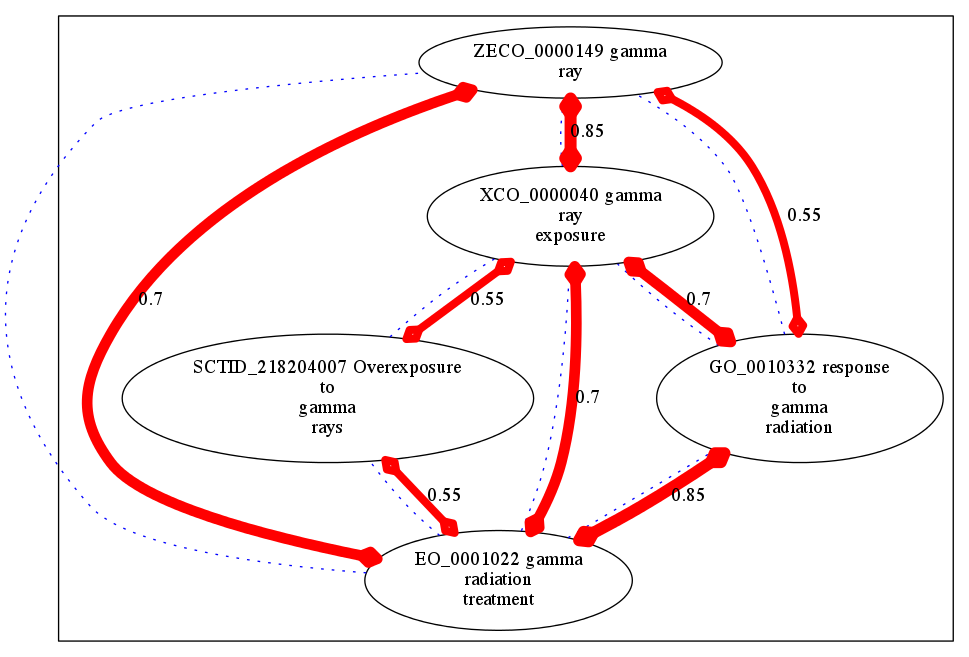 ZECO_0000149 gamma
ray
0.85
XCO_0000040 gamma
ray
exposure
0.55
0.7
0.55
0.7
SCTID_218204007 Overexposure
to
gamma
rays
GO_0010332 response
to
gamma
radiation
0.7
0.55
0.85
EO_0001022 gamma
radiation
treatment